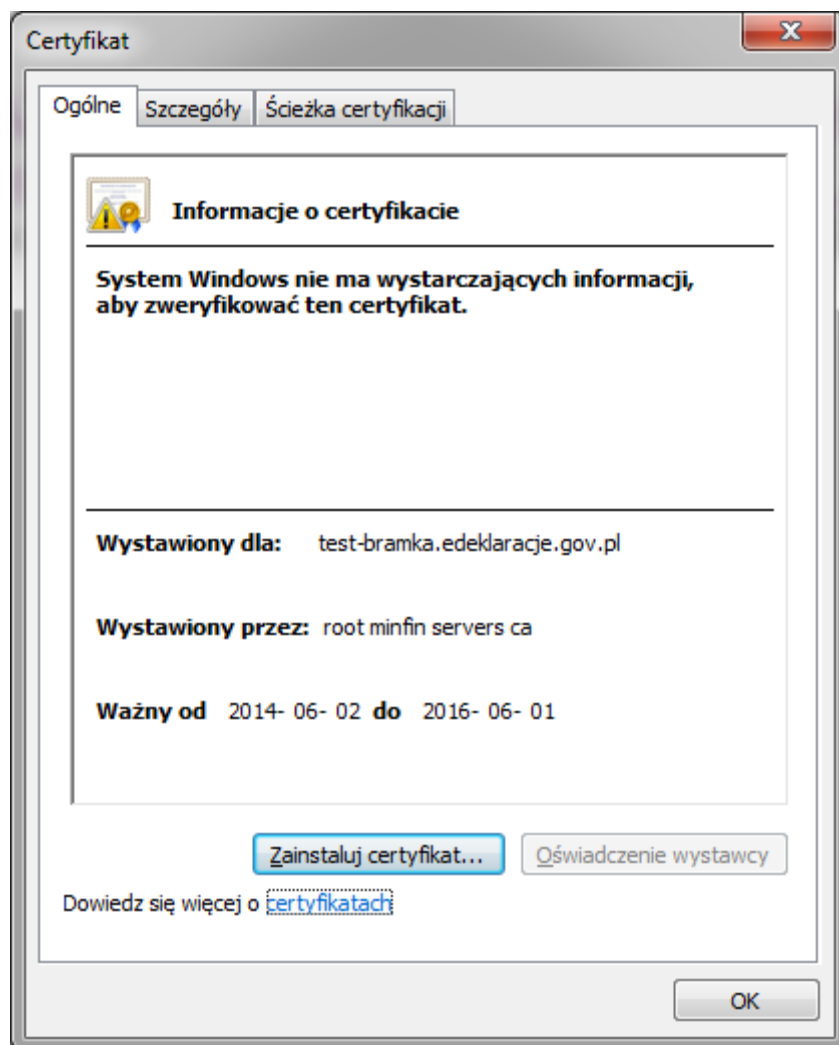 Certyfikat
Ogólne Szczegóły Ścieżka certyfikacji
Informacje o certyfikacie
System Windows nie ma wystarczających informacji,
aby zweryfikować ten certyfikat.
Wystawiony dla: test-bramka.edeklaracje.gov.pl
Wystawiony przez: root minfin servers ca
Ważny od 2014- 06- 02 do 2016- 06- 01
Zainstaluj certyfikat... Oświadczenie wystawcy
Dowiedz się więcej o certyfikatach
OK